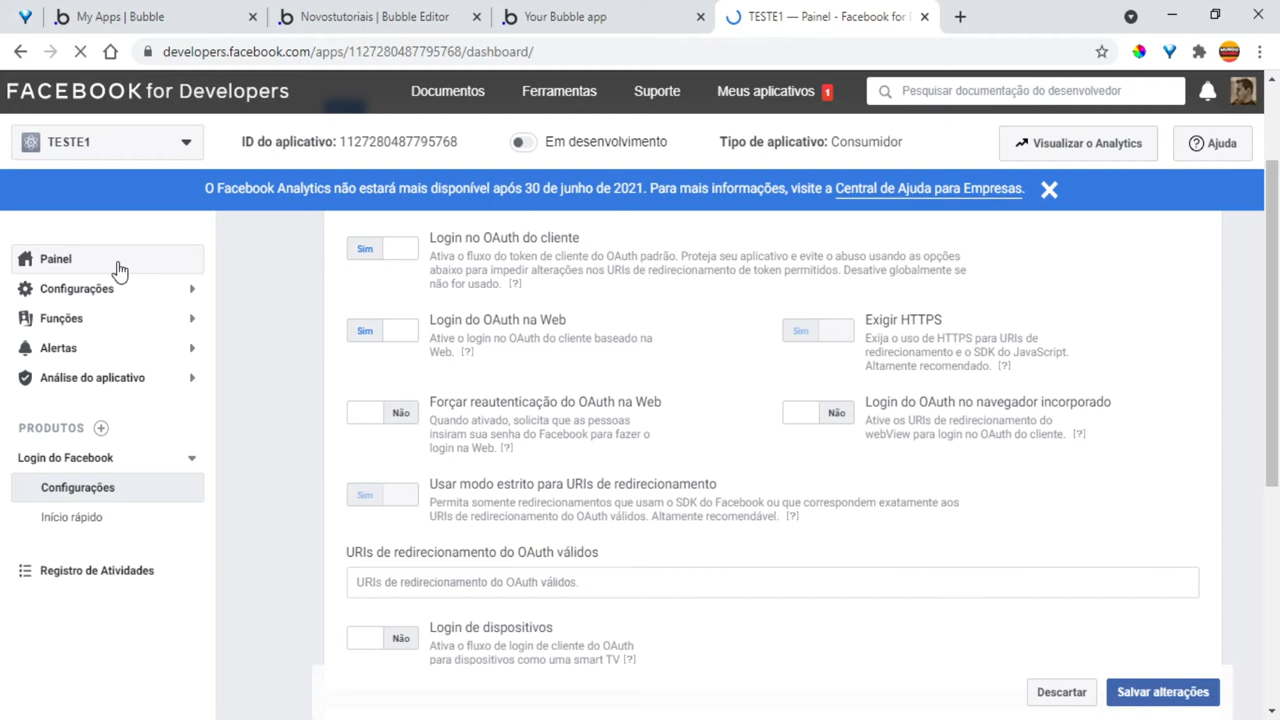 My Apps | Bubble
Novostutoriais | Bubble Editor
Your Bubble app
TESTE1 — Painel - Facebook for
developers.facebook.com/apps/1127280487795768/dashboard/
FACEBOOK for Developers
Documentos
Ferramentas
Suporte
Meus aplicativos 1
Pesquisar documentação do desenvolvedor
TESTE1
ID do aplicativo: 1127280487795768
Em desenvolvimento
Tipo de aplicativo: Consumidor
Visualizar o Analytics
Ajuda
O Facebook Analytics não estará mais disponível após 30 de junho de 2021. Para mais informações, visite a Central de Ajuda para Empresas.
Painel
Configurações
Funções
Alertas
Análise do aplicativo
PRODUTOS
Login do Facebook
Configurações
Início rápido
Registro de Atividades
Sim
Login no OAuth do cliente
Ativa o fluxo do token de cliente do OAuth padrão. Proteja seu aplicativo e evite o abuso usando as opções
abaixo para impedir alterações nos URIs de redirecionamento de token permitidos. Desative globalmente se
não for usado. [?]
Sim
Login do OAuth na Web
Ative o login no OAuth do cliente baseado na
Web. [?]
Sim
Exigir HTTPS
Exija o uso de HTTPS para URIs de
redirecionamento e o SDK do JavaScript.
Altamente recomendado. [?]
Não
Forçar reautenticação do OAuth na Web
Quando ativado, solicita que as pessoas
insiram sua senha do Facebook para fazer o
login na Web. [?]
Não
Login do OAuth no navegador incorporado
Ative os URIs de redirecionamento do
webView para login no OAuth do cliente. [?]
Sim
Usar modo estrito para URIs de redirecionamento
Permita somente redirecionamentos que usam o SDK do Facebook ou que correspondem exatamente aos
URIs de redirecionamento do OAuth válidos. Altamente recomendável. [?]
URIs de redirecionamento do OAuth válidos
URIs de redirecionamento do OAuth válidos.
Não
Login de dispositivos
Ativa o fluxo de login de cliente do OAuth
para dispositivos como uma smart TV [?]
Descartar
Salvar alterações